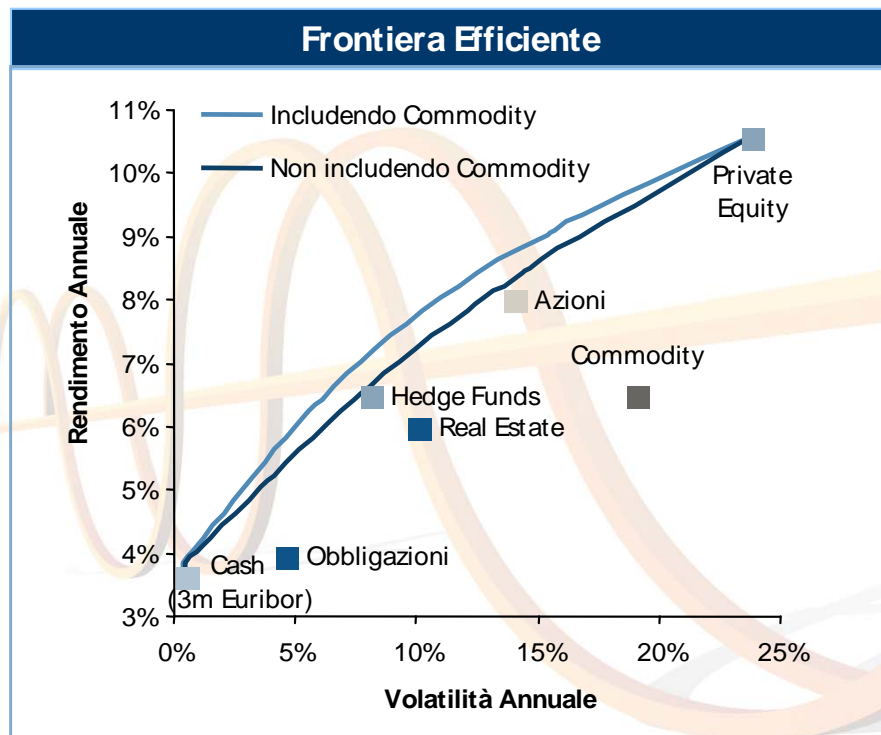 Frontiera Efficiente
Includendo Commodity
Non includendo Commodity
Rendimento Annuale
11%
10%
9%
8%
7%
6%
5%
4%
3%
Private
Equity
Azioni
Commodity
Hedge Funds
Real Estate
Obbligazioni
Cash
(3m Euribor)
0% 5% 10% 15% 20% 25%
Volatilità Annuale